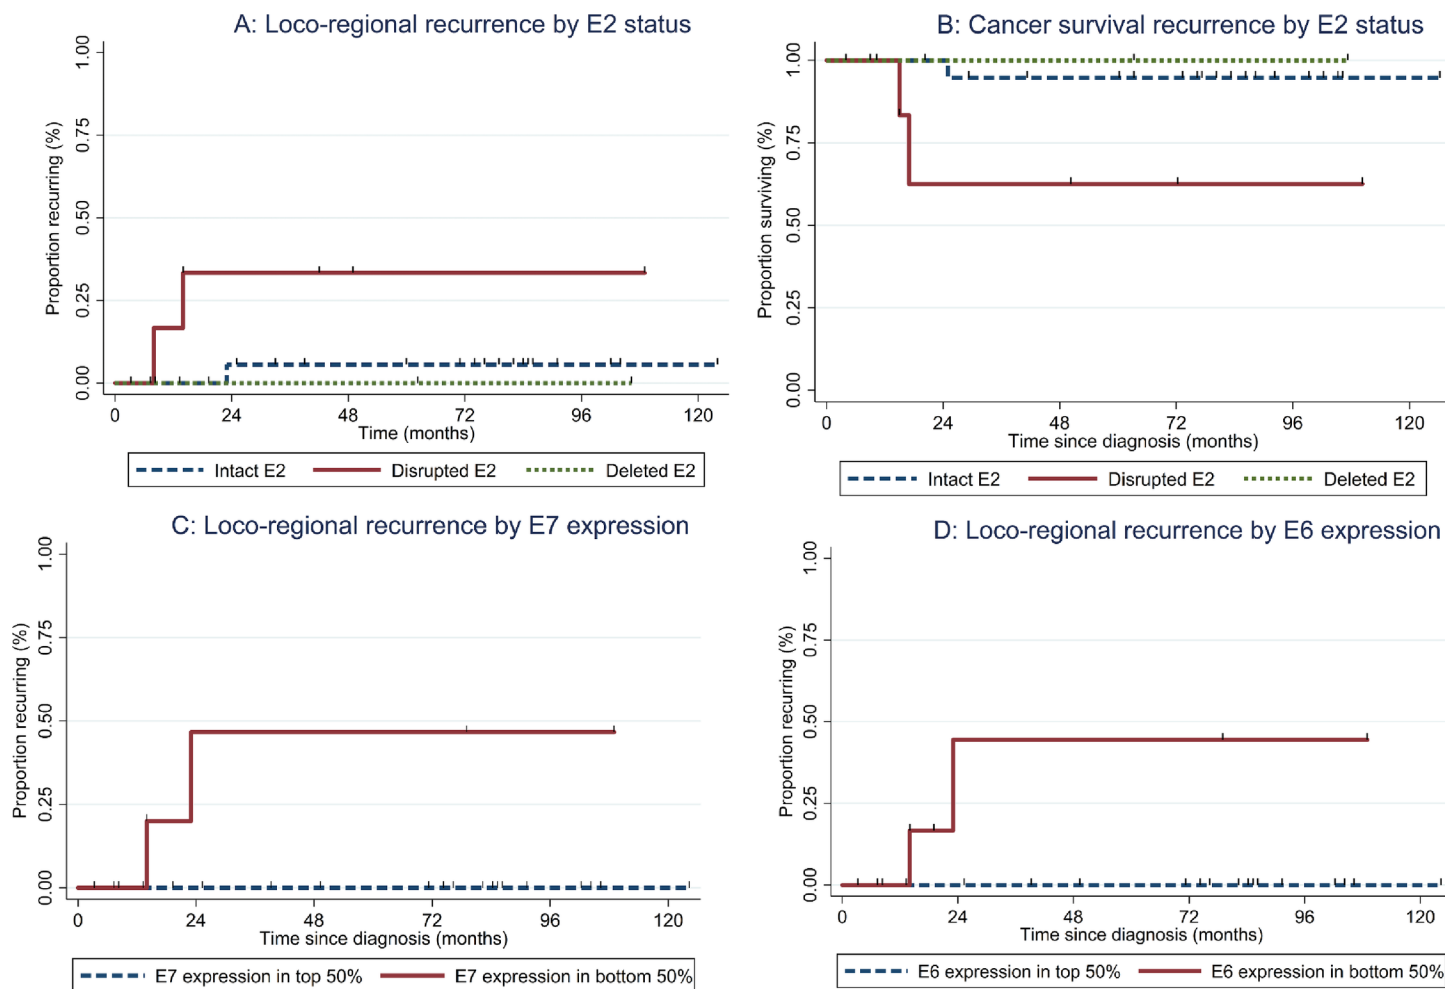 A: Loco-regional recurrence by E2 status
Proportion recurring (%)
1.00
0.75
0.50
0.25
0.00
0 24 48 72 96 120
Time (months)
Intact E2 Disrupted E2 Deleted E2
B: Cancer survival recurrence by E2 status
Proportion surviving (%)
1.00
0.75
0.50
0.25
0.00
0 24 48 72 96 120
Time since diagnosis (months)
Intact E2 Disrupted E2 Deleted E2
C: Loco-regional recurrence by E7 expression
Proportion recurring (%)
1.00
0.75
0.50
0.25
0.00
0 24 48 72 96 120
Time since diagnosis (months)
E7 expression in top 50% E7 expression in bottom 50%
D: Loco-regional recurrence by E6 expression
Proportion recurring (%)
1.00
0.75
0.50
0.25
0.00
0 24 48 72 96 120
Time since diagnosis (months)
E6 expression in top 50% E6 expression in bottom 50%